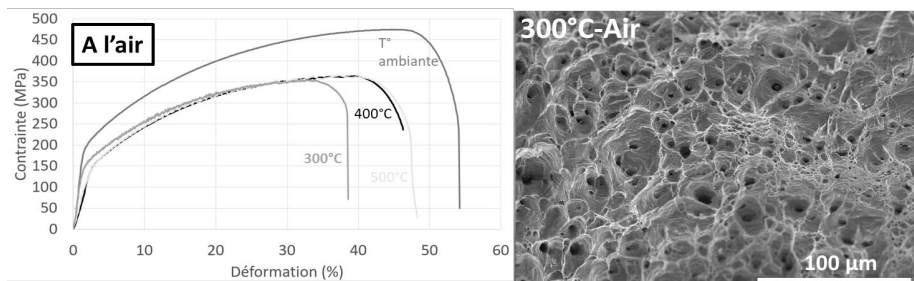 500
450
400
350
300
250
200
150
100
50
0
Contrainte (MPa)
A l'air
T°
ambiante
400°C
300°C
500°C
0 10 20 30 40 50 60
Déformation (%)
300°C-Air
100 µm